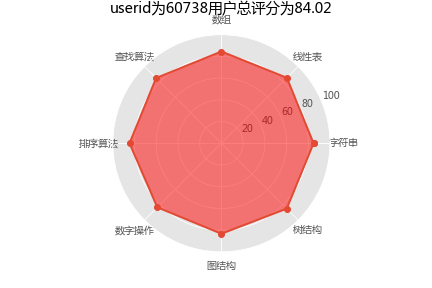 userid为60738用户总评分为84.02
数组
查找算法
线性表
100
80
60
40
20
排序算法
字符串
数字操作
树结构
图结构